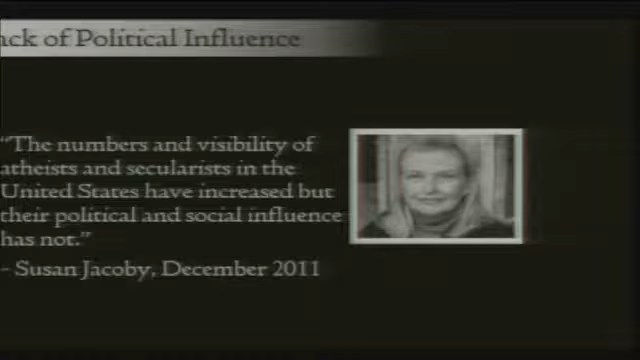 ack of Political Influence
“The numbers and visibility of
atheists and secularists in the
United States have increased but
their political and social influence
has not.”
- Susan Jacoby, December 2011